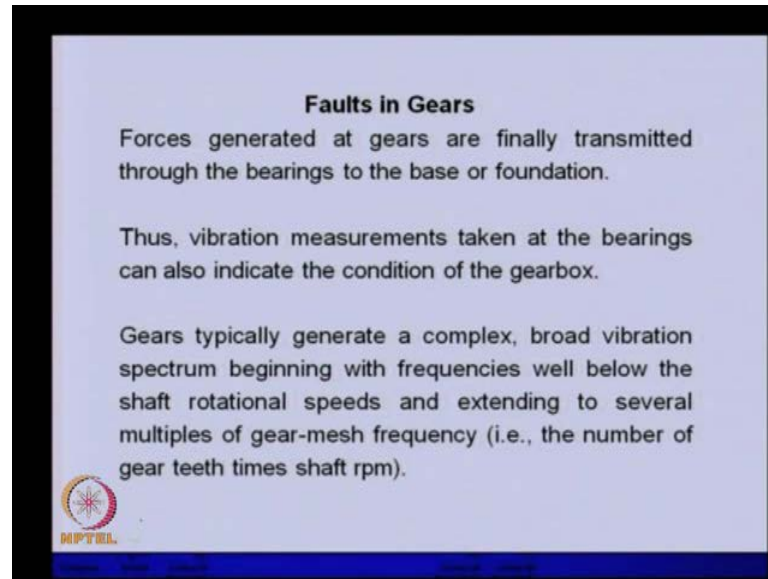 Faults in Gears
Forces generated at gears are finally transmitted
through the bearings to the base or foundation.
Thus, vibration measurements taken at the bearings
can also indicate the condition of the gearbox.
Gears typically generate a complex, broad vibration
spectrum beginning with frequencies well below the
shaft rotational speeds and extending to several
multiples of gear-mesh frequency (i.e., the number of
gear teeth times shaft rpm).
NPTEL